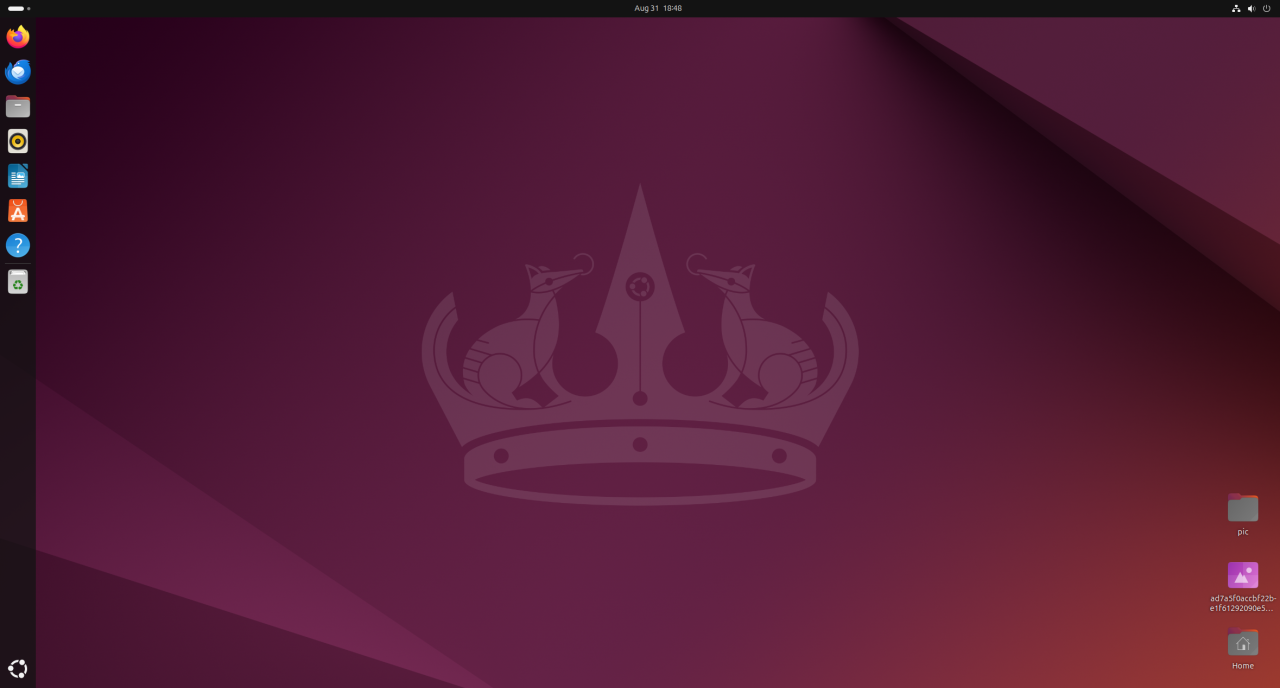 Aug 31 18:48
pic
ad7a5f0accbf22b-
e1f61292090e5...
Home